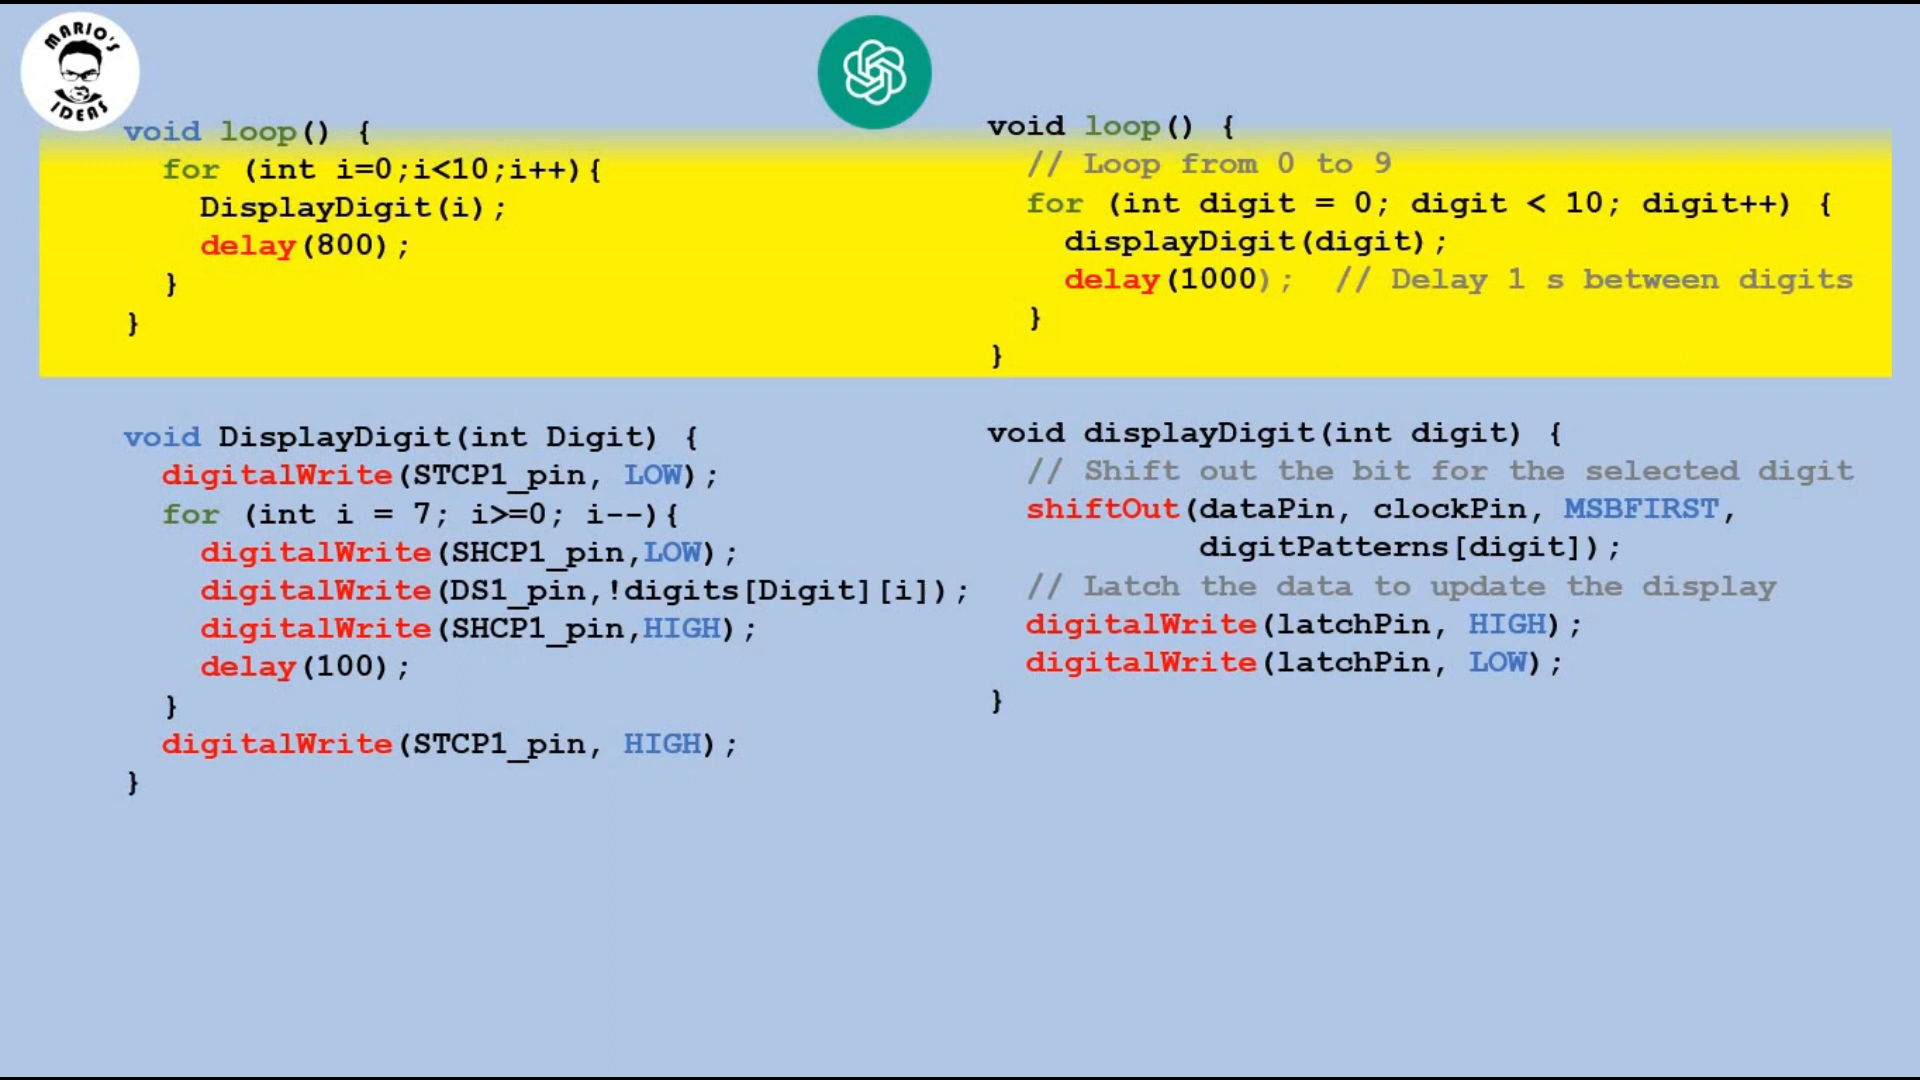 MARIO'S
IDEAS
void loop() {
for (int i=0;i<10;i++){
DisplayDigit(i);
delay(800);
}
}
void DisplayDigit(int Digit) {
digitalWrite(STCP1_pin, LOW);
for (int i = 7; i>=0; i--){
digitalWrite(SHCP1_pin,LOW);
digitalWrite(DS1_pin,!digits[Digit][i]);
digitalWrite(SHCP1_pin,HIGH);
delay(100);
}
digitalWrite(STCP1_pin, HIGH);
}
void loop() {
// Loop from 0 to 9
for (int digit = 0; digit < 10; digit++) {
displayDigit(digit);
delay(1000); // Delay 1 s between digits
}
}
void displayDigit(int digit) {
// Shift out the bit for the selected digit
shiftOut(dataPin, clockPin, MSBFIRST,
digitPatterns[digit]);
// Latch the data to update the display
digitalWrite(latchPin, HIGH);
digitalWrite(latchPin, LOW);
}